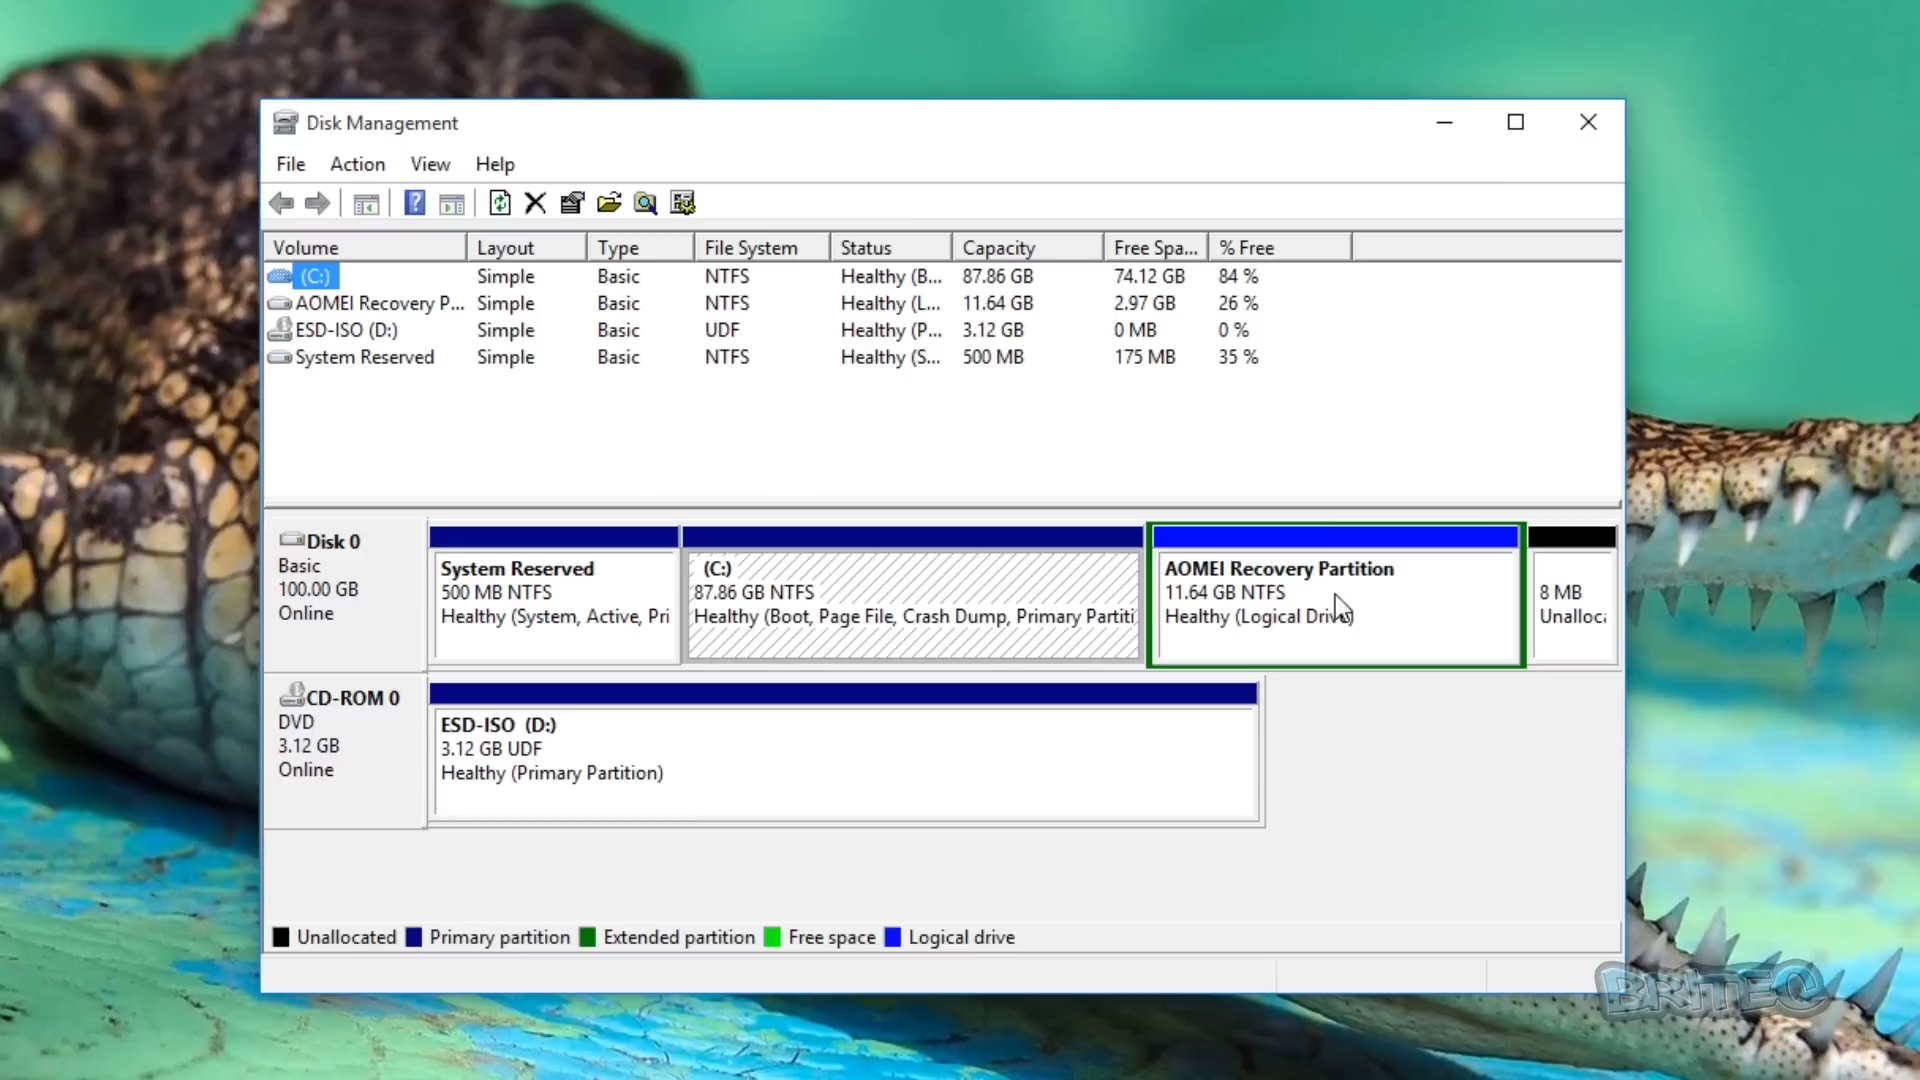 Disk Management
File Action View Help
Volume Layout Type File System Status Capacity Free Spa... % Free
(C:) Simple Basic NTFS Healthy (B... 87.86 GB 74.12 GB 84 %
AOMEI Recovery P... Simple Basic NTFS Healthy (L... 11.64 GB 2.97 GB 26 %
ESD-ISO (D:) Simple Basic UDF Healthy (P... 3.12 GB 0 MB 0 %
System Reserved Simple Basic NTFS Healthy (S... 500 MB 175 MB 35 %
Disk 0
Basic
100.00 GB
Online
System Reserved
500 MB NTFS
Healthy (System, Active, Pri
(C:)
87.86 GB NTFS
Healthy (Boot, Page File, Crash Dump, Primary Partiti
AOMEI Recovery Partition
11.64 GB NTFS
Healthy (Logical Drive)
8 MB
Unalloca
CD-ROM 0
DVD
3.12 GB
Online
ESD-ISO (D:)
3.12 GB UDF
Healthy (Primary Partition)
Unallocated Primary partition Extended partition Free space Logical drive
BRITEC